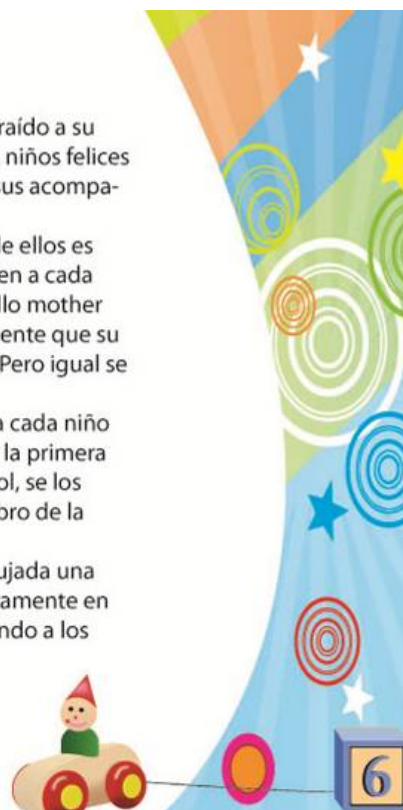 raído a su
niños felices
sus acompa-
le ellos es
en a cada
llo mother
ente que su
Pero igual se
a cada niño
la primera
ol, se los
bro de la
ujada una
amente en
ndo a los
6